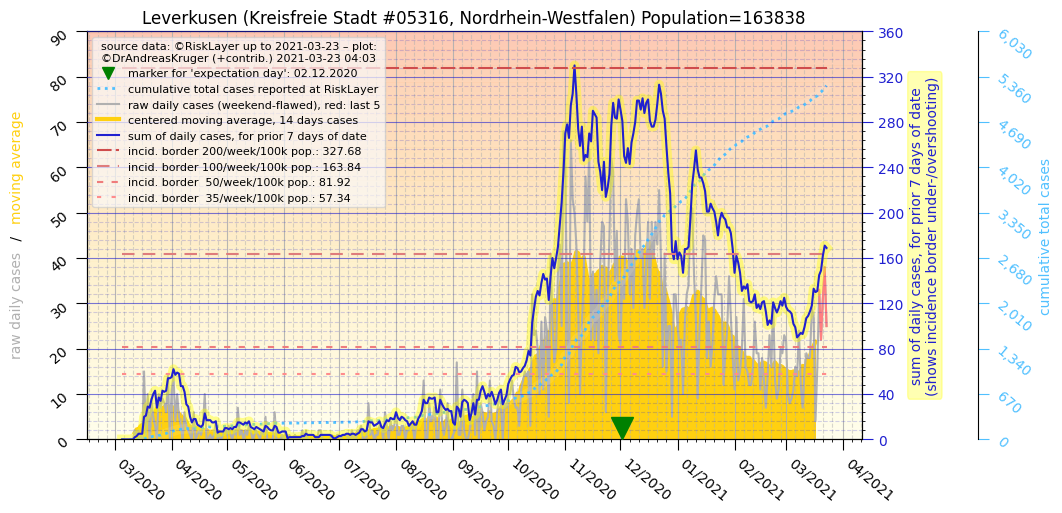 Leverkusen (Kreisfreie Stadt #05316, Nordrhein-Westfalen) Population=163838
source data: ©RiskLayer up to 2021-03-23 – plot:
©DrAndreasKruger (+contrib.) 2021-03-23 04:03
marker for 'expectation day': 02.12.2020
cumulative total cases reported at RiskLayer
raw daily cases (weekend-flawed), red: last 5
centered moving average, 14 days cases
sum of daily cases, for prior 7 days of date
incid. border 200/week/100k pop.: 327.68
incid. border 100/week/100k pop.: 163.84
incid. border  50/week/100k pop.: 81.92
incid. border  35/week/100k pop.: 57.34
raw daily cases  /  moving average
90
80
70
60
50
40
30
20
10
0
03/2020
04/2020
05/2020
06/2020
07/2020
08/2020
09/2020
10/2020
11/2020
12/2020
01/2021
02/2021
03/2021
04/2021
360
320
280
240
200
160
120
80
40
0
sum of daily cases, for prior 7 days of date
(shows incidence border under-/overshooting)
6,030
5,360
4,690
4,020
3,350
2,680
2,010
1,340
670
0
cumulative total cases